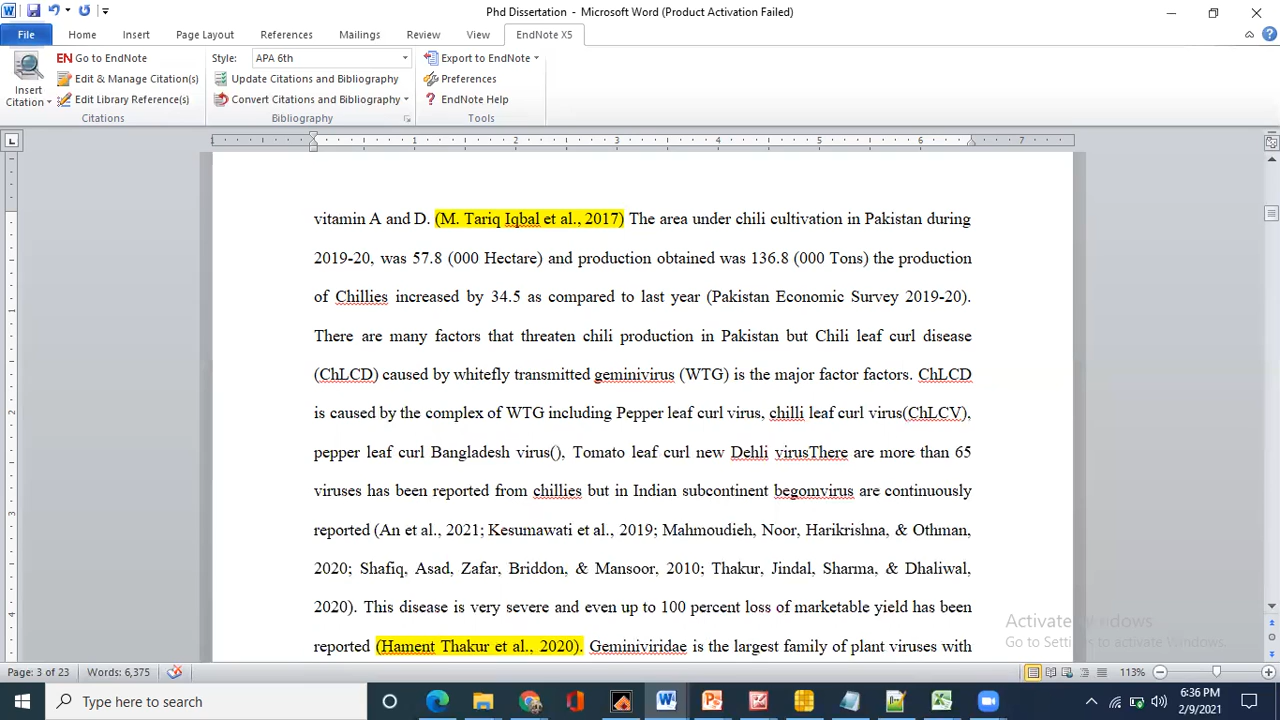 Phd Dissertation - Microsoft Word (Product Activation Failed)
File Home Insert Page Layout References Mailings Review View EndNote X5
Insert Citation
EN Go to EndNote
Edit & Manage Citation(s)
Edit Library Reference(s)
Citations
Style: APA 6th
Update Citations and Bibliography
Convert Citations and Bibliography
Bibliography
Export to EndNote
Preferences
EndNote Help
Tools
L 1 1 2 3 4 5 6 7
vitamin A and D. (M. Tariq Iqbal et al., 2017) The area under chili cultivation in Pakistan during
2019-20, was 57.8 (000 Hectare) and production obtained was 136.8 (000 Tons) the production
of Chillies increased by 34.5 as compared to last year (Pakistan Economic Survey 2019-20).
There are many factors that threaten chili production in Pakistan but Chili leaf curl disease
(ChLCD) caused by whitefly transmitted geminivirus (WTG) is the major factor factors. ChLCD
is caused by the complex of WTG including Pepper leaf curl virus, chilli leaf curl virus(ChLCV),
pepper leaf curl Bangladesh virus(), Tomato leaf curl new Dehli virusThere are more than 65
viruses has been reported from chillies but in Indian subcontinent begomvirus are continuously
reported (An et al., 2021; Kesumawati et al., 2019; Mahmoudieh, Noor, Harikrishna, & Othman,
2020; Shafiq, Asad, Zafar, Briddon, & Mansoor, 2010; Thakur, Jindal, Sharma, & Dhaliwal,
2020). This disease is very severe and even up to 100 percent loss of marketable yield has been
reported (Hament Thakur et al., 2020). Geminiviridae is the largest family of plant viruses with
1
2
3
4
Activate Windows
Go to Settings to activate Windows.
Page: 3 of 23 Words: 6,375 113%
Type here to search
6:36 PM
2/9/2021